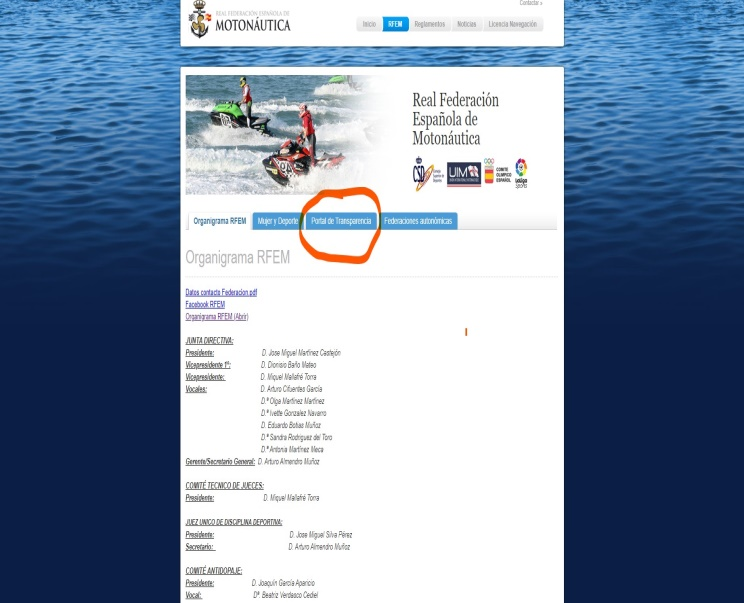 Contactar »
REAL FEDERACIÓN ESPAÑOLA DE
MOTONÁUTICA
Inicio RFEM Reglamentos Noticias Licencia Navegación
Real Federación
Española de
Motonáutica
CSD UIM COMITÉ OLÍMPICO ESPAÑOL LaLiga Sports
Organigrama RFEM Mujer y Deporte Portal de Transparencia Federaciones autonómicas
Organigrama RFEM
Datos contacto Federacion.pdf
Facebook RFEM
Organigrama RFEM (Abrir)
JUNTA DIRECTIVA:
Presidente: D. Jose Miguel Martínez Castejón
Vicepresidente 1º: D. Dionisio Baño Mateo
Vicepresidente: D. Miquel Mallafré Torra
Vocales: D. Arturo Cifuentes García
D.ª Olga Martínez Martínez
D.ª Ivette Gonzalez Navarro
D. Eduardo Bobas Muñoz
D.ª Sandra Rodriguez del Toro
D.ª Antonia Martínez Meca
Gerente/Secretario General: D. Arturo Almendro Muñoz
COMITÉ TECNICO DE JUECES:
Presidente: D. Miquel Mallafré Torra
JUEZ UNICO DE DISCIPLINA DEPORTIVA:
Presidente: D. Jose Miguel Silva Pérez
Secretario: D. Arturo Almendro Muñoz
COMITÉ ANTIDOPAJE:
Presidente: D. Joaquín García Aparicio
Vocal: Dª. Beatriz Verdasco Cediel